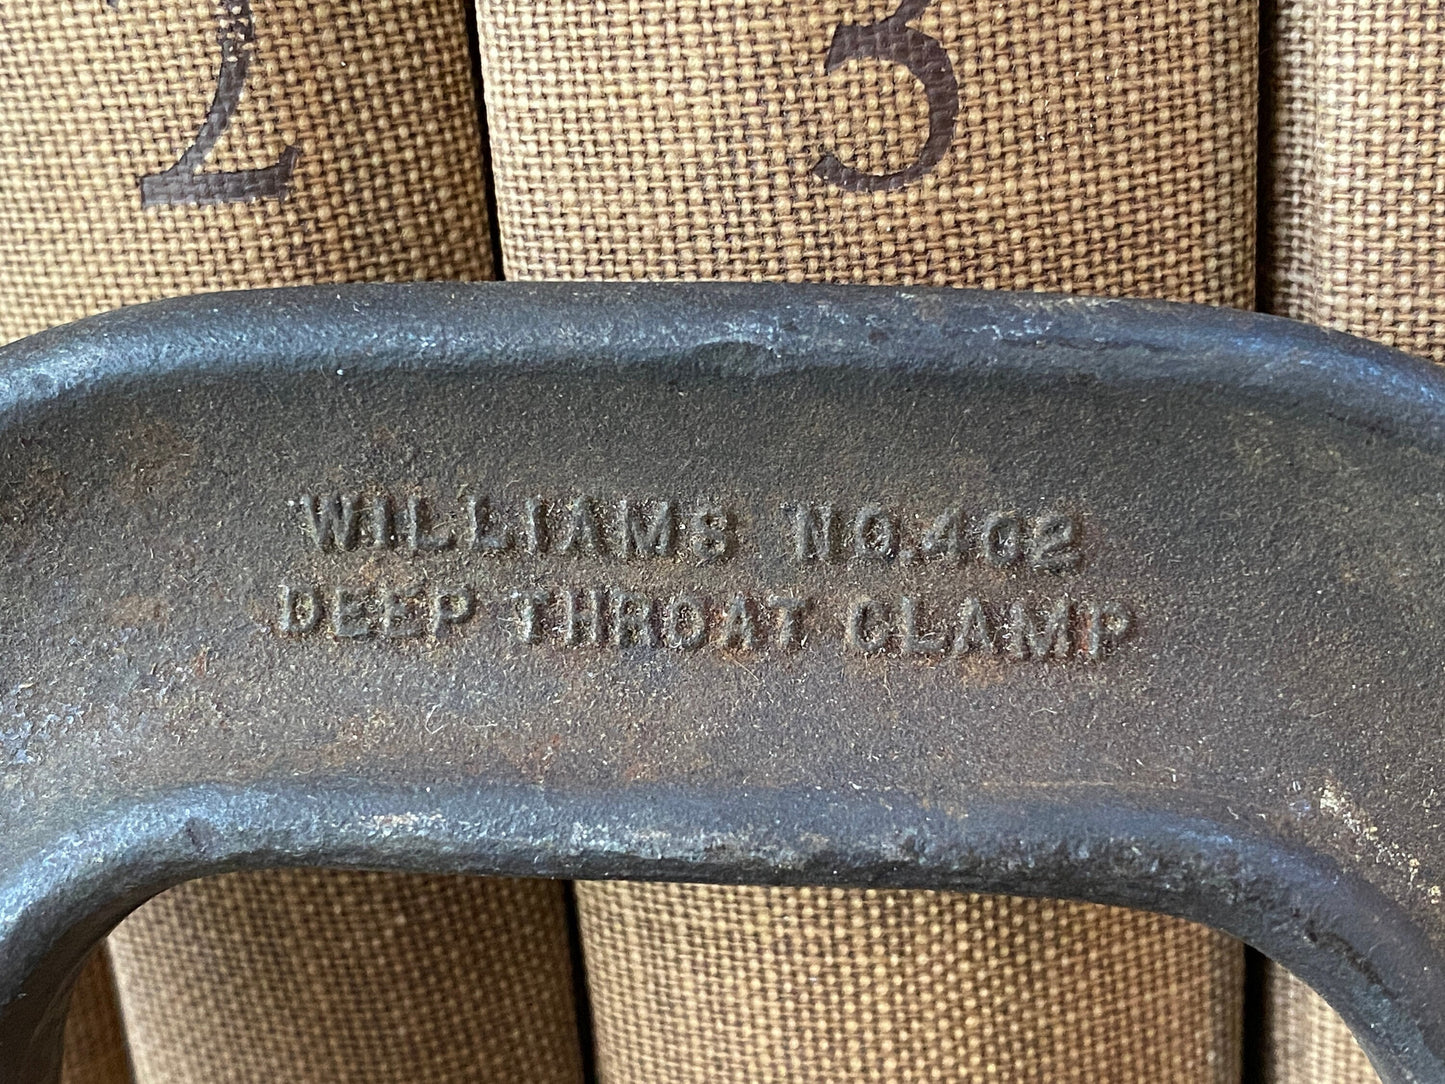 2 3
WILLIAMS NO.402
DEEP THROAT CLAMP